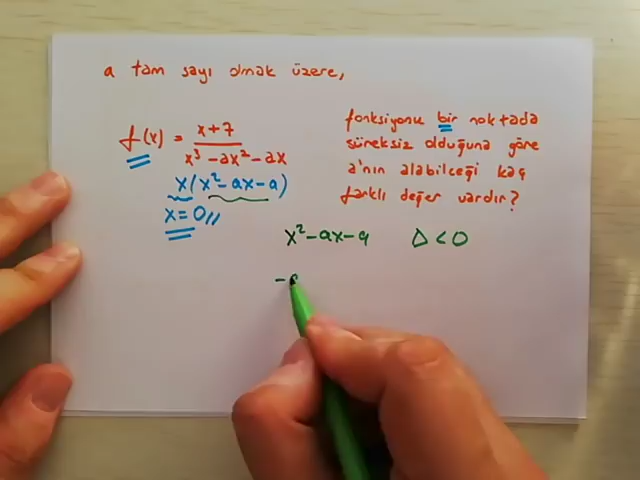 a tam sayı olmak üzere,
f(x) = x+7 / x³-ax²-ax
fonksiyonu bir noktada
süreksiz olduğuna göre
a'nın alabileceği kaç
farklı değer vardır?
x(x²-ax-a)
x=0//
x²-ax-a Δ<0
-